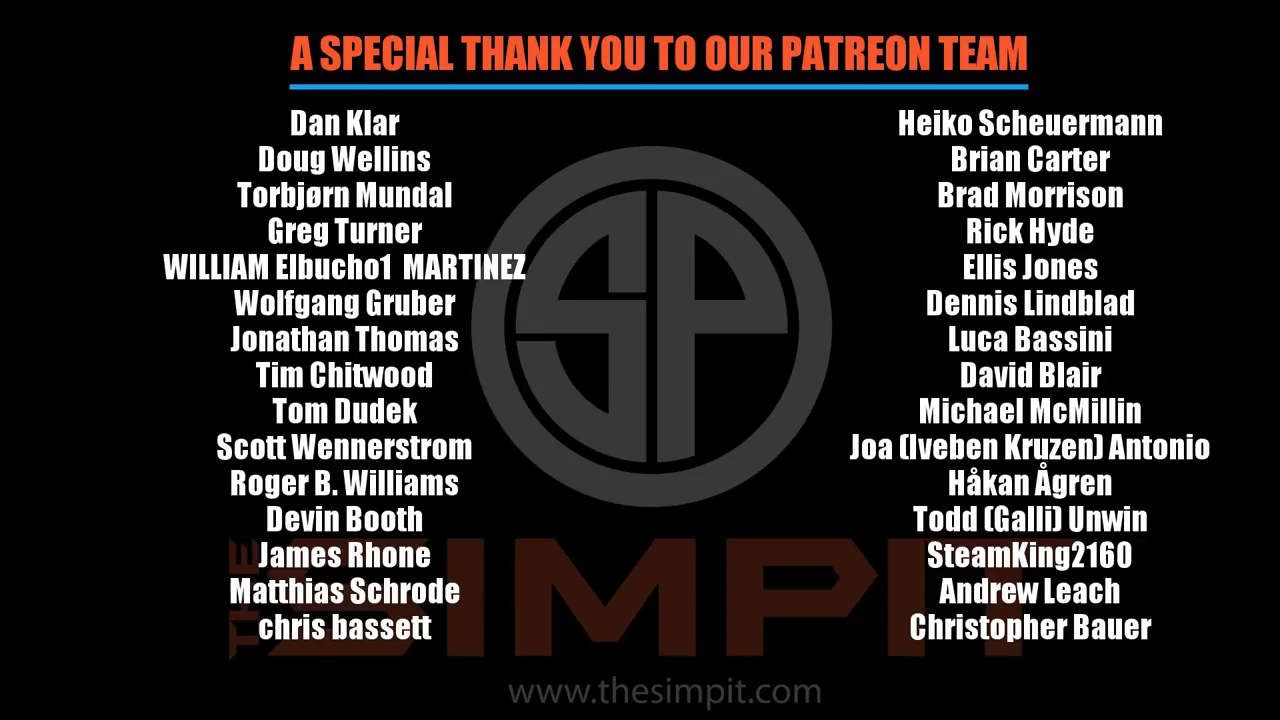 A SPECIAL THANK YOU TO OUR PATREON TEAM
Dan Klar
Doug Wellins
Torbjørn Mundal
Greg Turner
WILLIAM Elbucho1  MARTINEZ
Wolfgang Gruber
Jonathan Thomas
Tim Chitwood
Tom Dudek
Scott Wennerstrom
Roger B. Williams
Devin Booth
James Rhone
Matthias Schrode
chris bassett
Heiko Scheuermann
Brian Carter
Brad Morrison
Rick Hyde
Ellis Jones
Dennis Lindblad
Luca Bassini
David Blair
Michael McMillin
Joa (Iveben Kruzen) Antonio
Håkan Ågren
Todd (Galli) Unwin
SteamKing2160
Andrew Leach
Christopher Bauer
SP
THE SIMPIT
www.thesimpit.com